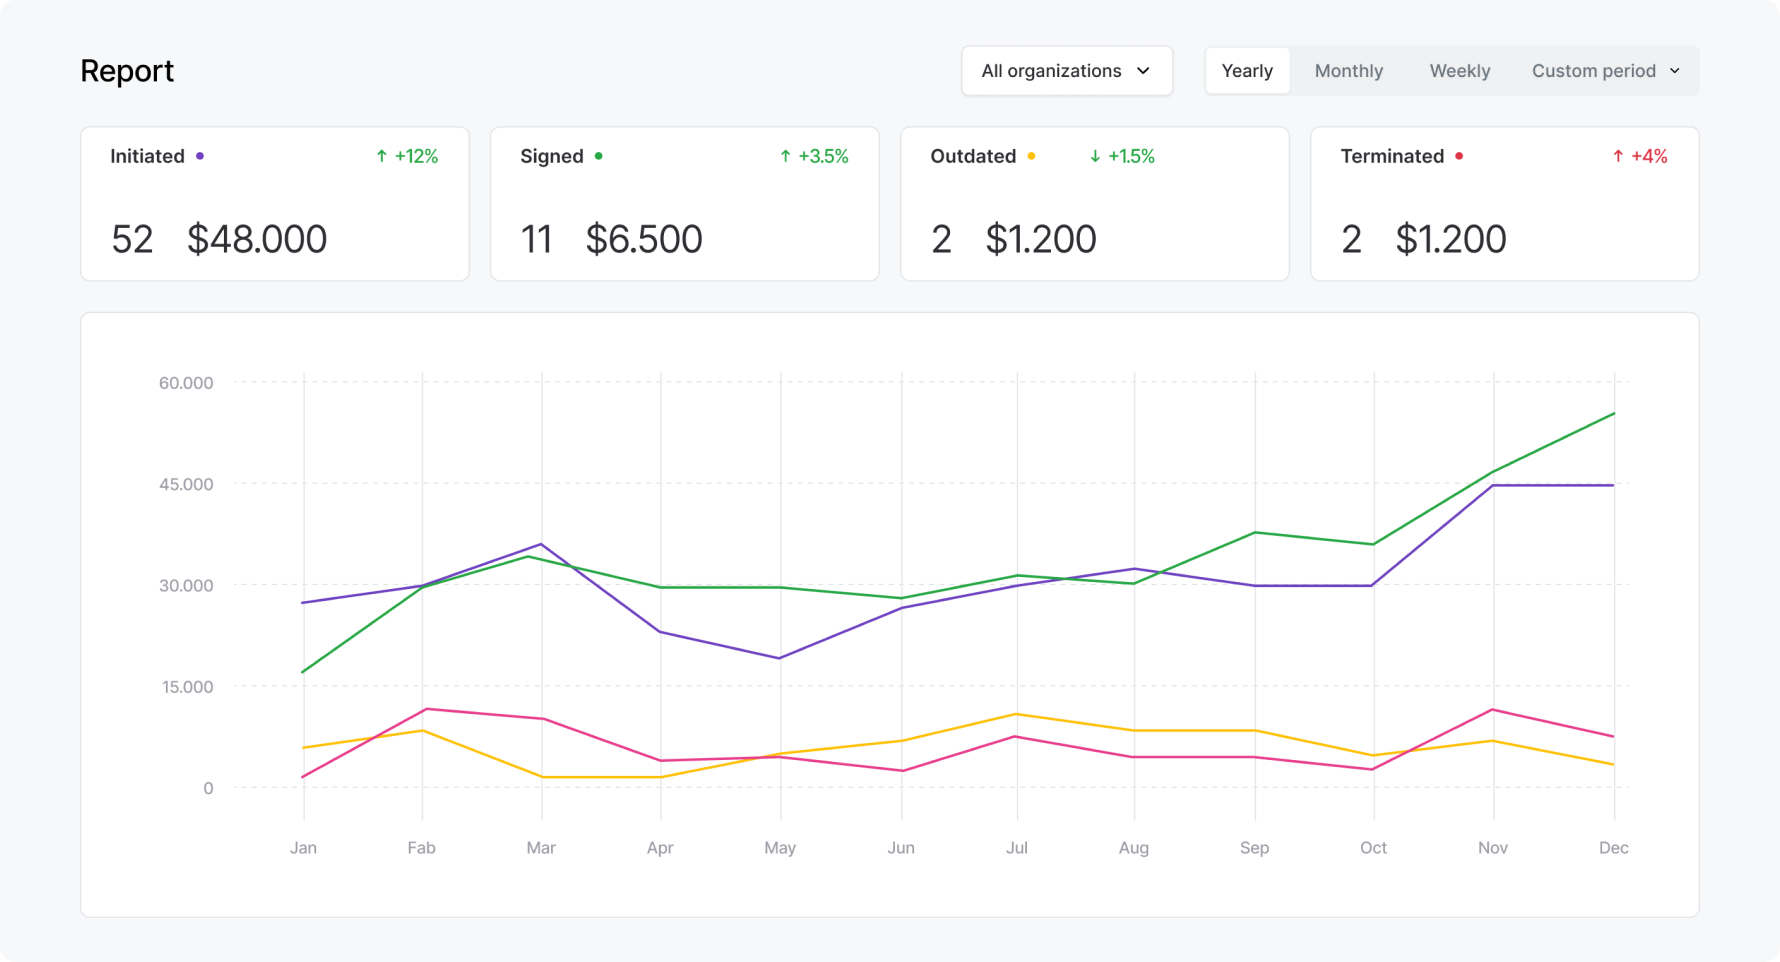 Report
All organizations
Yearly Monthly Weekly Custom period
Initiated ↑ +12%
52 $48.000
Signed ↑ +3.5%
11 $6.500
Outdated ↓ +1.5%
2 $1.200
Terminated ↑ +4%
2 $1.200
60.000
45.000
30.000
15.000
0
Jan Fab Mar Apr May Jun Jul Aug Sep Oct Nov Dec